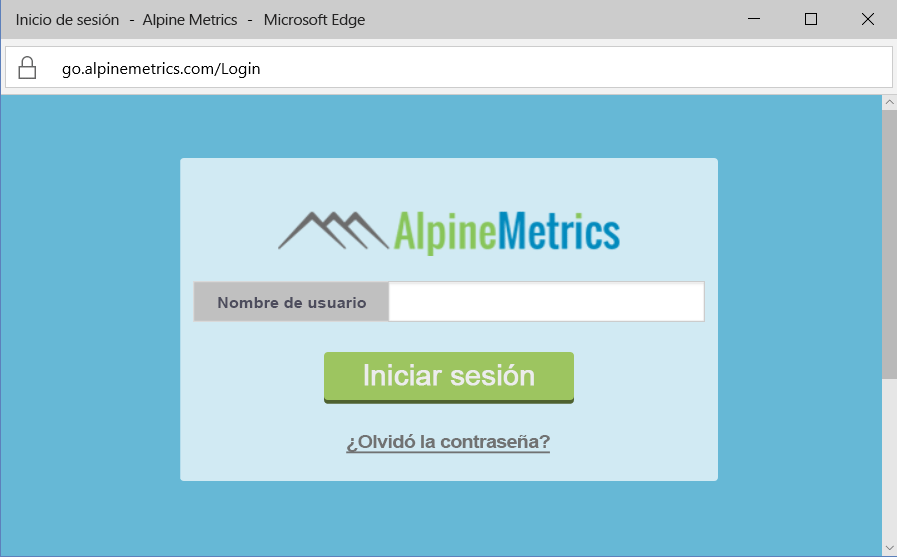 Inicio de sesión - Alpine Metrics - Microsoft Edge
go.alpinemetrics.com/Login
AlpineMetrics
Nombre de usuario
Iniciar sesión
¿Olvidó la contraseña?